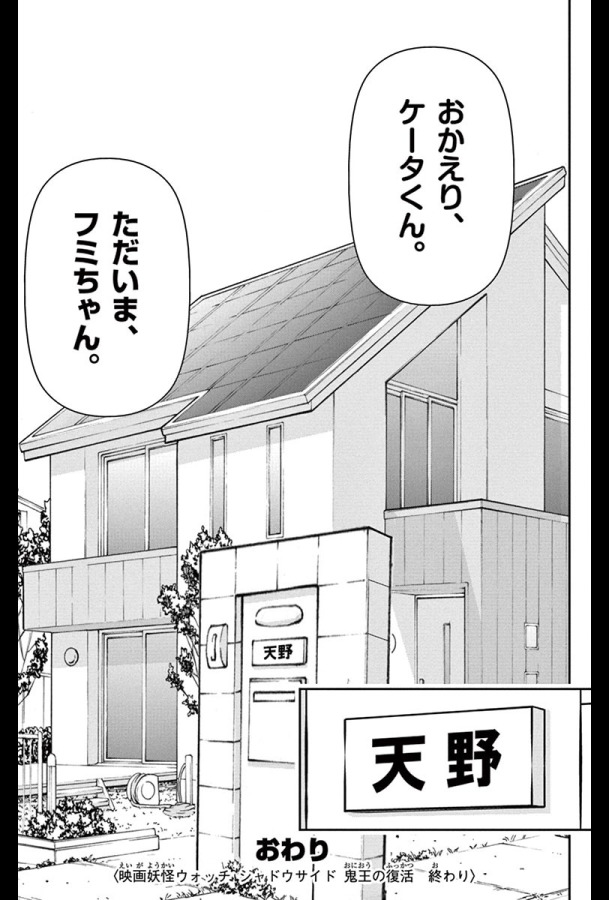 おかえり、
ケータくん。
ただいま、
フミちゃん。
天野
天野
おわり
〈映画妖怪ウォッチ シャドウサイド 鬼王の復活 終わり〉